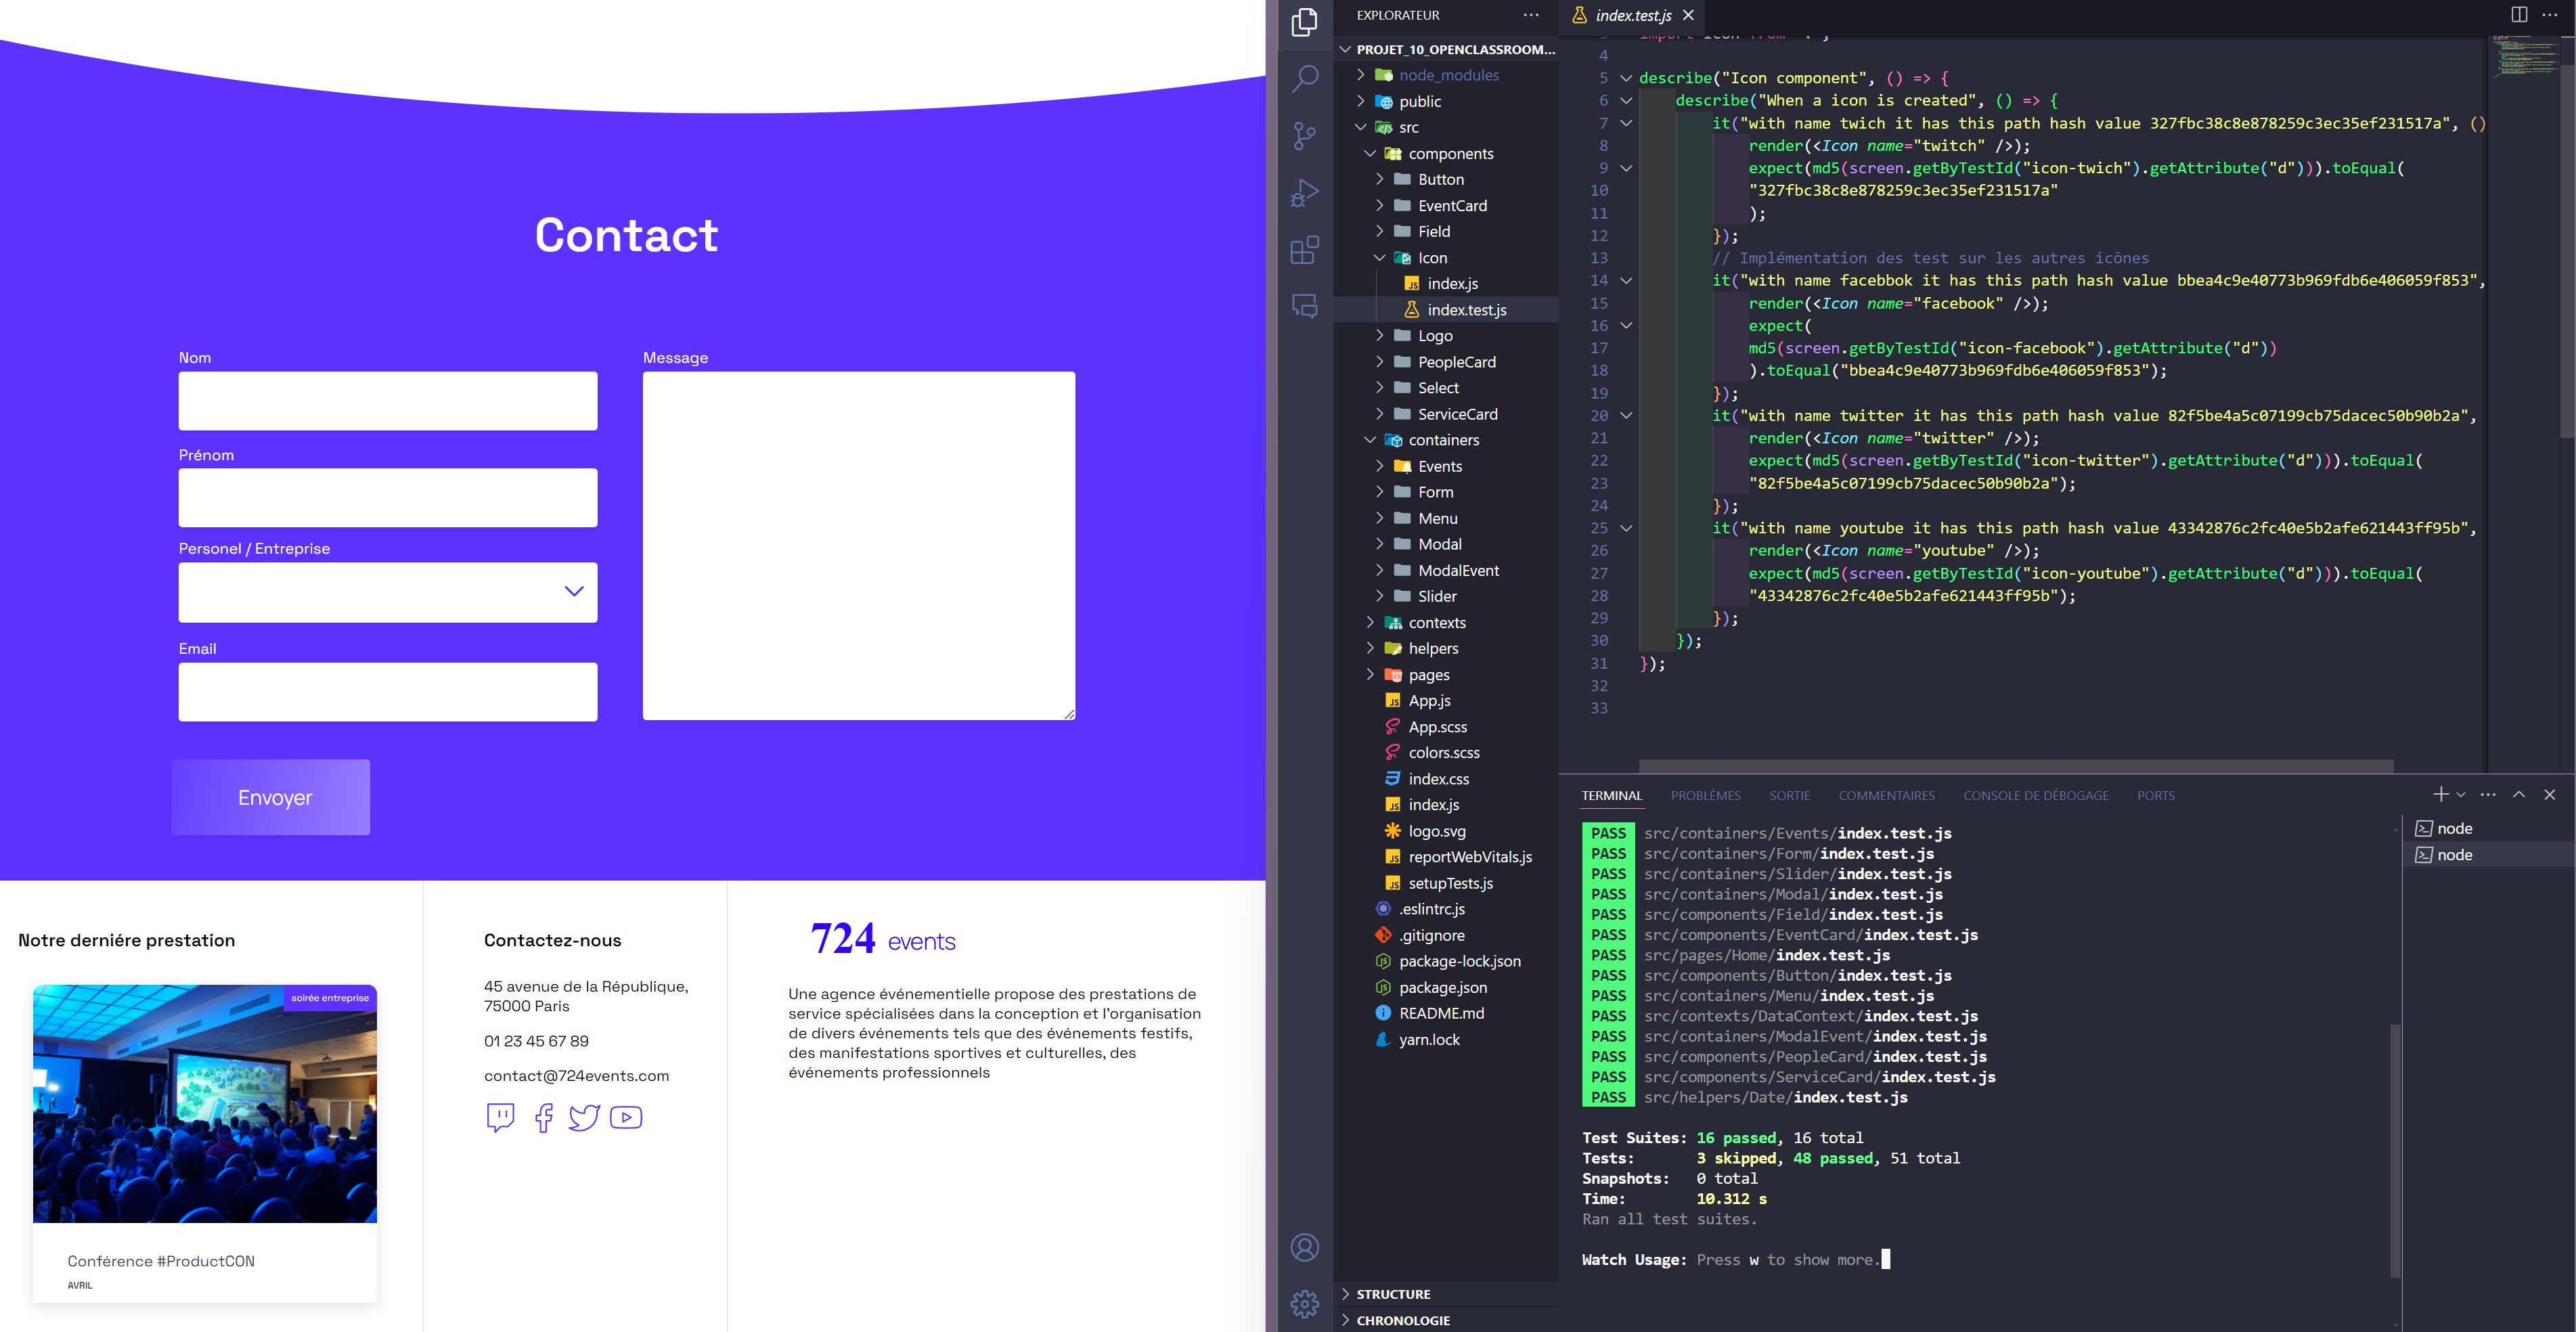 Contact
Nom
Prénom
Personel / Entreprise
Email
Message
Envoyer
Notre derniére prestation
soirée entreprise
Conférence #ProductCON
AVRIL
Contactez-nous
45 avenue de la République,
75000 Paris
01 23 45 67 89
contact@724events.com
724 events
Une agence événementielle propose des prestations de
service spécialisées dans la conception et l'organisation
de divers événements tels que des événements festifs,
des manifestations sportives et culturelles, des
événements professionnels
EXPLORATEUR
PROJET_10_OPENCLASSROOM...
node_modules
public
src
components
Button
EventCard
Field
Icon
index.js
index.test.js
Logo
PeopleCard
Select
ServiceCard
containers
Events
Form
Menu
Modal
ModalEvent
Slider
contexts
helpers
pages
App.js
App.scss
colors.scss
index.css
index.js
logo.svg
reportWebVitals.js
setupTests.js
.eslintrc.js
.gitignore
package-lock.json
package.json
README.md
yarn.lock
STRUCTURE
CHRONOLOGIE
index.test.js
4
5 describe("Icon component", () => {
6 describe("When a icon is created", () => {
7 it("with name twich it has this path hash value 327fbc38c8e878259c3ec35ef231517a", ()
8 render(<Icon name="twitch" />);
9 expect(md5(screen.getByTestId("icon-twich").getAttribute("d"))).toEqual(
10 "327fbc38c8e878259c3ec35ef231517a"
11 );
12 });
13 // Implémentation des test sur les autres icônes
14 it("with name facebbok it has this path hash value bbea4c9e40773b969fdb6e406059f853",
15 render(<Icon name="facebook" />);
16 expect(
17 md5(screen.getByTestId("icon-facebook").getAttribute("d"))
18 ).toEqual("bbea4c9e40773b969fdb6e406059f853");
19 });
20 it("with name twitter it has this path hash value 82f5be4a5c07199cb75dacec50b90b2a",
21 render(<Icon name="twitter" />);
22 expect(md5(screen.getByTestId("icon-twitter").getAttribute("d"))).toEqual(
23 "82f5be4a5c07199cb75dacec50b90b2a");
24 });
25 it("with name youtube it has this path hash value 43342876c2fc40e5b2afe621443ff95b",
26 render(<Icon name="youtube" />);
27 expect(md5(screen.getByTestId("icon-youtube").getAttribute("d"))).toEqual(
28 "43342876c2fc40e5b2afe621443ff95b");
29 });
30 });
31 });
32
33
TERMINAL PROBLÈMES SORTIE COMMENTAIRES CONSOLE DE DÉBOGAGE PORTS
PASS src/containers/Events/index.test.js
PASS src/containers/Form/index.test.js
PASS src/containers/Slider/index.test.js
PASS src/containers/Modal/index.test.js
PASS src/components/Field/index.test.js
PASS src/components/EventCard/index.test.js
PASS src/pages/Home/index.test.js
PASS src/components/Button/index.test.js
PASS src/containers/Menu/index.test.js
PASS src/contexts/DataContext/index.test.js
PASS src/containers/ModalEvent/index.test.js
PASS src/components/PeopleCard/index.test.js
PASS src/components/ServiceCard/index.test.js
PASS src/helpers/Date/index.test.js
Test Suites: 16 passed, 16 total
Tests: 3 skipped, 48 passed, 51 total
Snapshots: 0 total
Time: 10.312 s
Ran all test suites.
Watch Usage: Press w to show more.
node
node